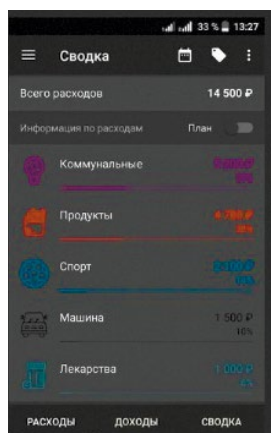 33 % 13:27
Сводка
Всего расходов 14 500 ₽
Информация по расходам План
Коммунальные
Продукты
Спорт
Машина 1 500 ₽
10%
Лекарства 1 000 ₽
РАСХОДЫ ДОХОДЫ СВОДКА